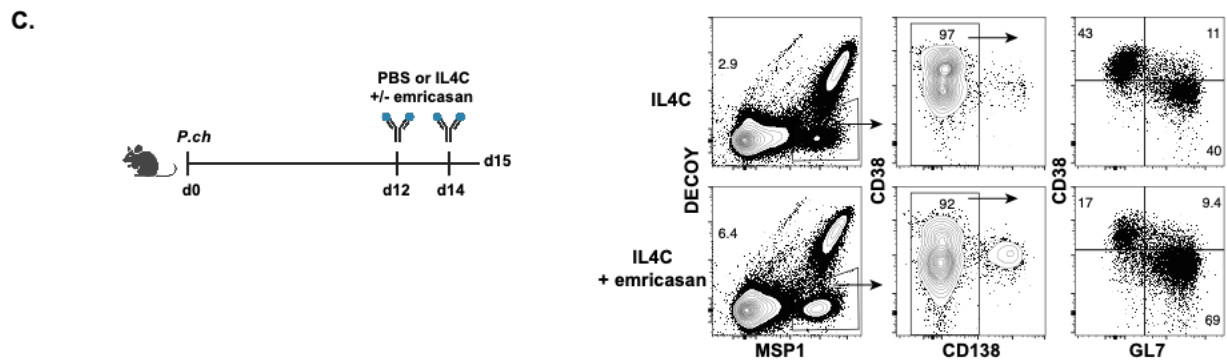 C.
PBS or IL4C
+/- emricasan
P.ch
d15
d0
d12
d14
IL4C
IL4C
+ emricasan
DECOY
2.9
6.4
MSP1
CD38
97
92
CD138
CD38
43
11
40
17
9.4
69
GL7